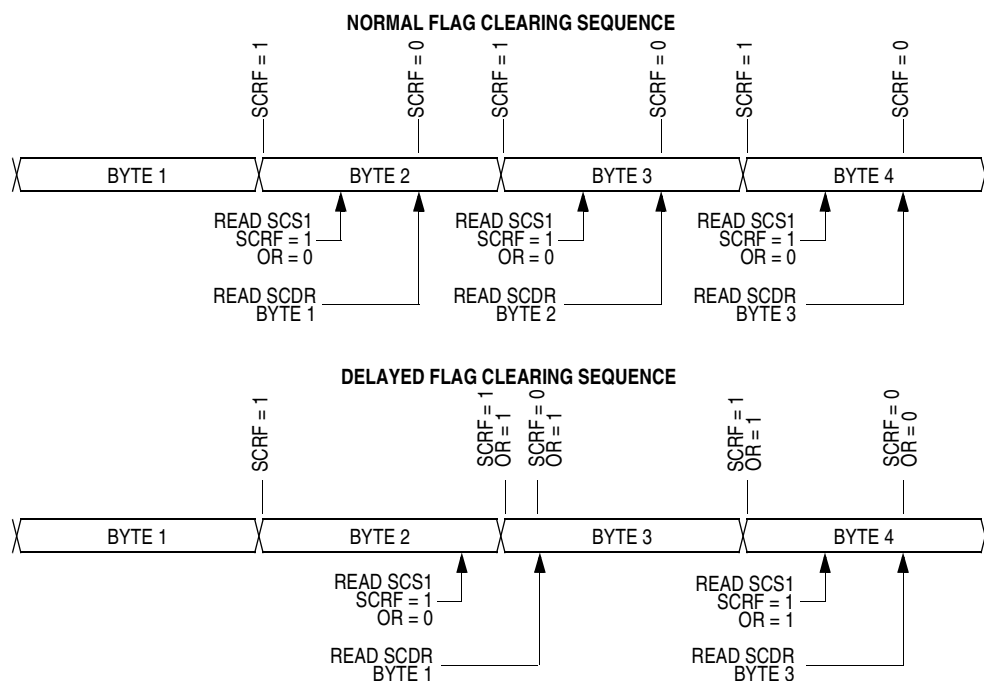 NORMAL FLAG CLEARING SEQUENCE
SCRF = 1
SCRF = 0
SCRF = 1
SCRF = 0
SCRF = 1
SCRF = 0
BYTE 1
BYTE 2
BYTE 3
BYTE 4
READ SCS1
SCRF = 1
OR = 0
READ SCS1
SCRF = 1
OR = 0
READ SCS1
SCRF = 1
OR = 0
READ SCDR
BYTE 1
READ SCDR
BYTE 2
READ SCDR
BYTE 3
DELAYED FLAG CLEARING SEQUENCE
SCRF = 1
SCRF = 1
OR = 1
SCRF = 0
OR = 1
SCRF = 1
OR = 1
SCRF = 0
OR = 0
BYTE 1
BYTE 2
BYTE 3
BYTE 4
READ SCS1
SCRF = 1
OR = 0
READ SCS1
SCRF = 1
OR = 1
READ SCDR
BYTE 1
READ SCDR
BYTE 3